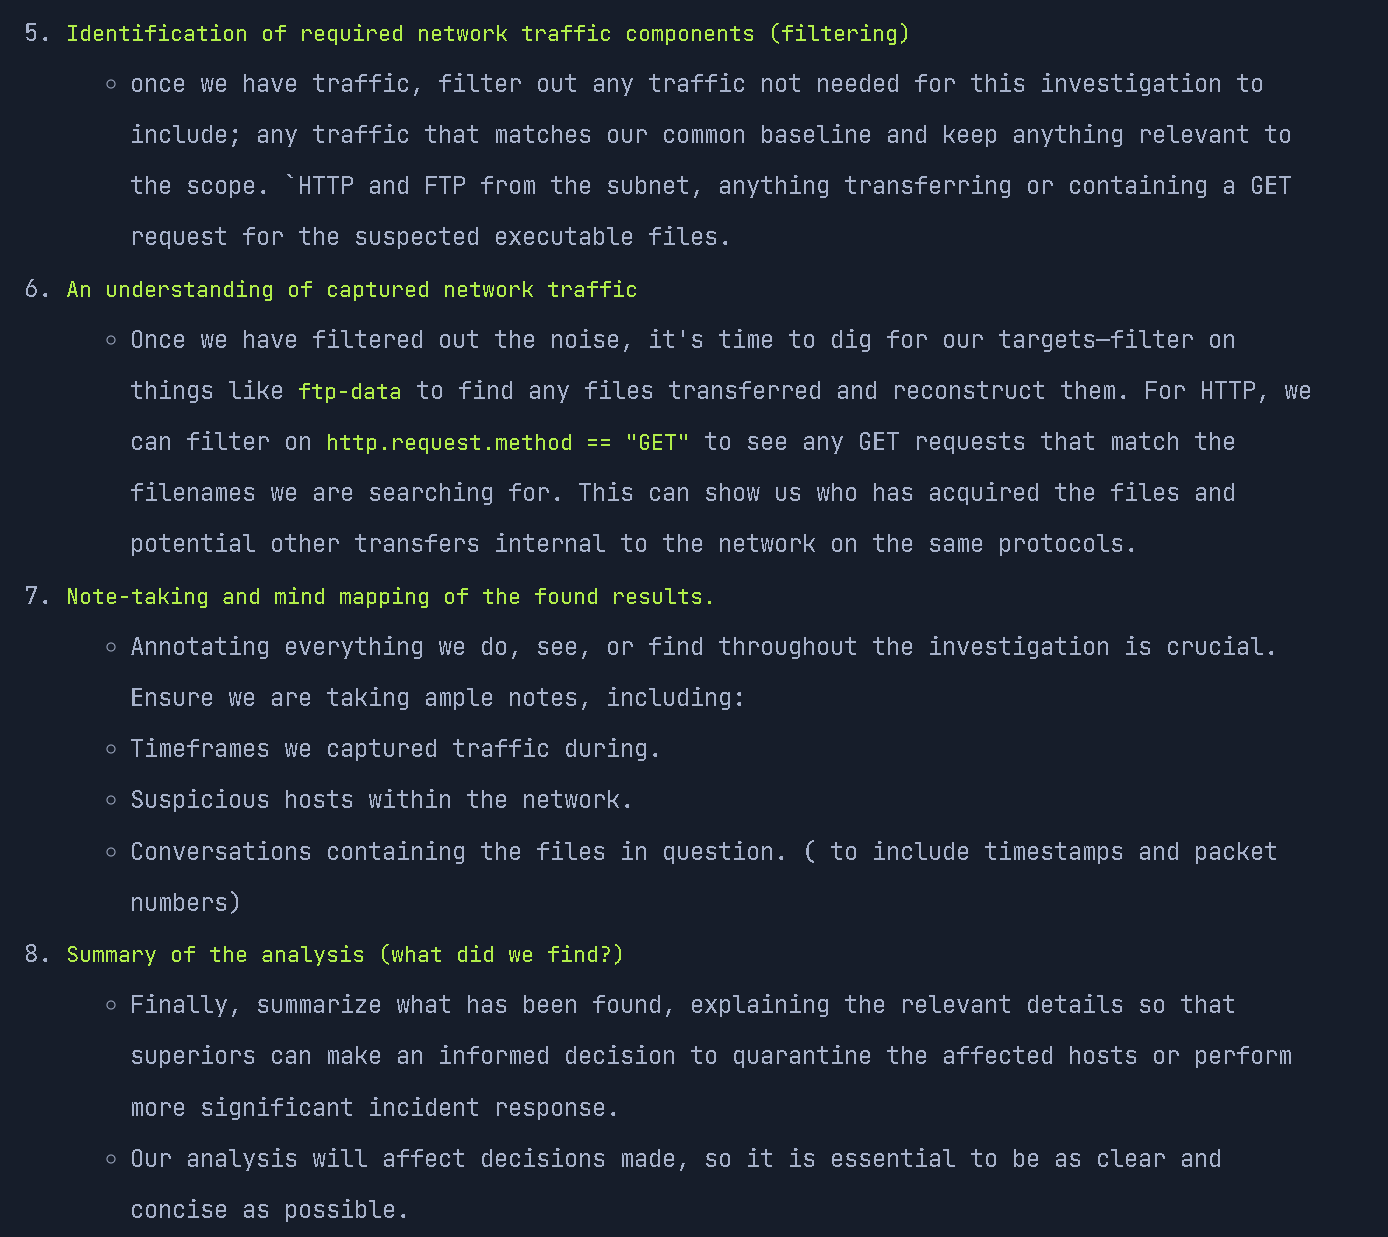 5. Identification of required network traffic components (filtering)
◦ once we have traffic, filter out any traffic not needed for this investigation to
include; any traffic that matches our common baseline and keep anything relevant to
the scope. `HTTP and FTP from the subnet, anything transferring or containing a GET
request for the suspected executable files.
6. An understanding of captured network traffic
◦ Once we have filtered out the noise, it's time to dig for our targets—filter on
things like ftp-data to find any files transferred and reconstruct them. For HTTP, we
can filter on http.request.method == "GET" to see any GET requests that match the
filenames we are searching for. This can show us who has acquired the files and
potential other transfers internal to the network on the same protocols.
7. Note-taking and mind mapping of the found results.
◦ Annotating everything we do, see, or find throughout the investigation is crucial.
Ensure we are taking ample notes, including:
◦ Timeframes we captured traffic during.
◦ Suspicious hosts within the network.
◦ Conversations containing the files in question. ( to include timestamps and packet
numbers)
8. Summary of the analysis (what did we find?)
◦ Finally, summarize what has been found, explaining the relevant details so that
superiors can make an informed decision to quarantine the affected hosts or perform
more significant incident response.
◦ Our analysis will affect decisions made, so it is essential to be as clear and
concise as possible.